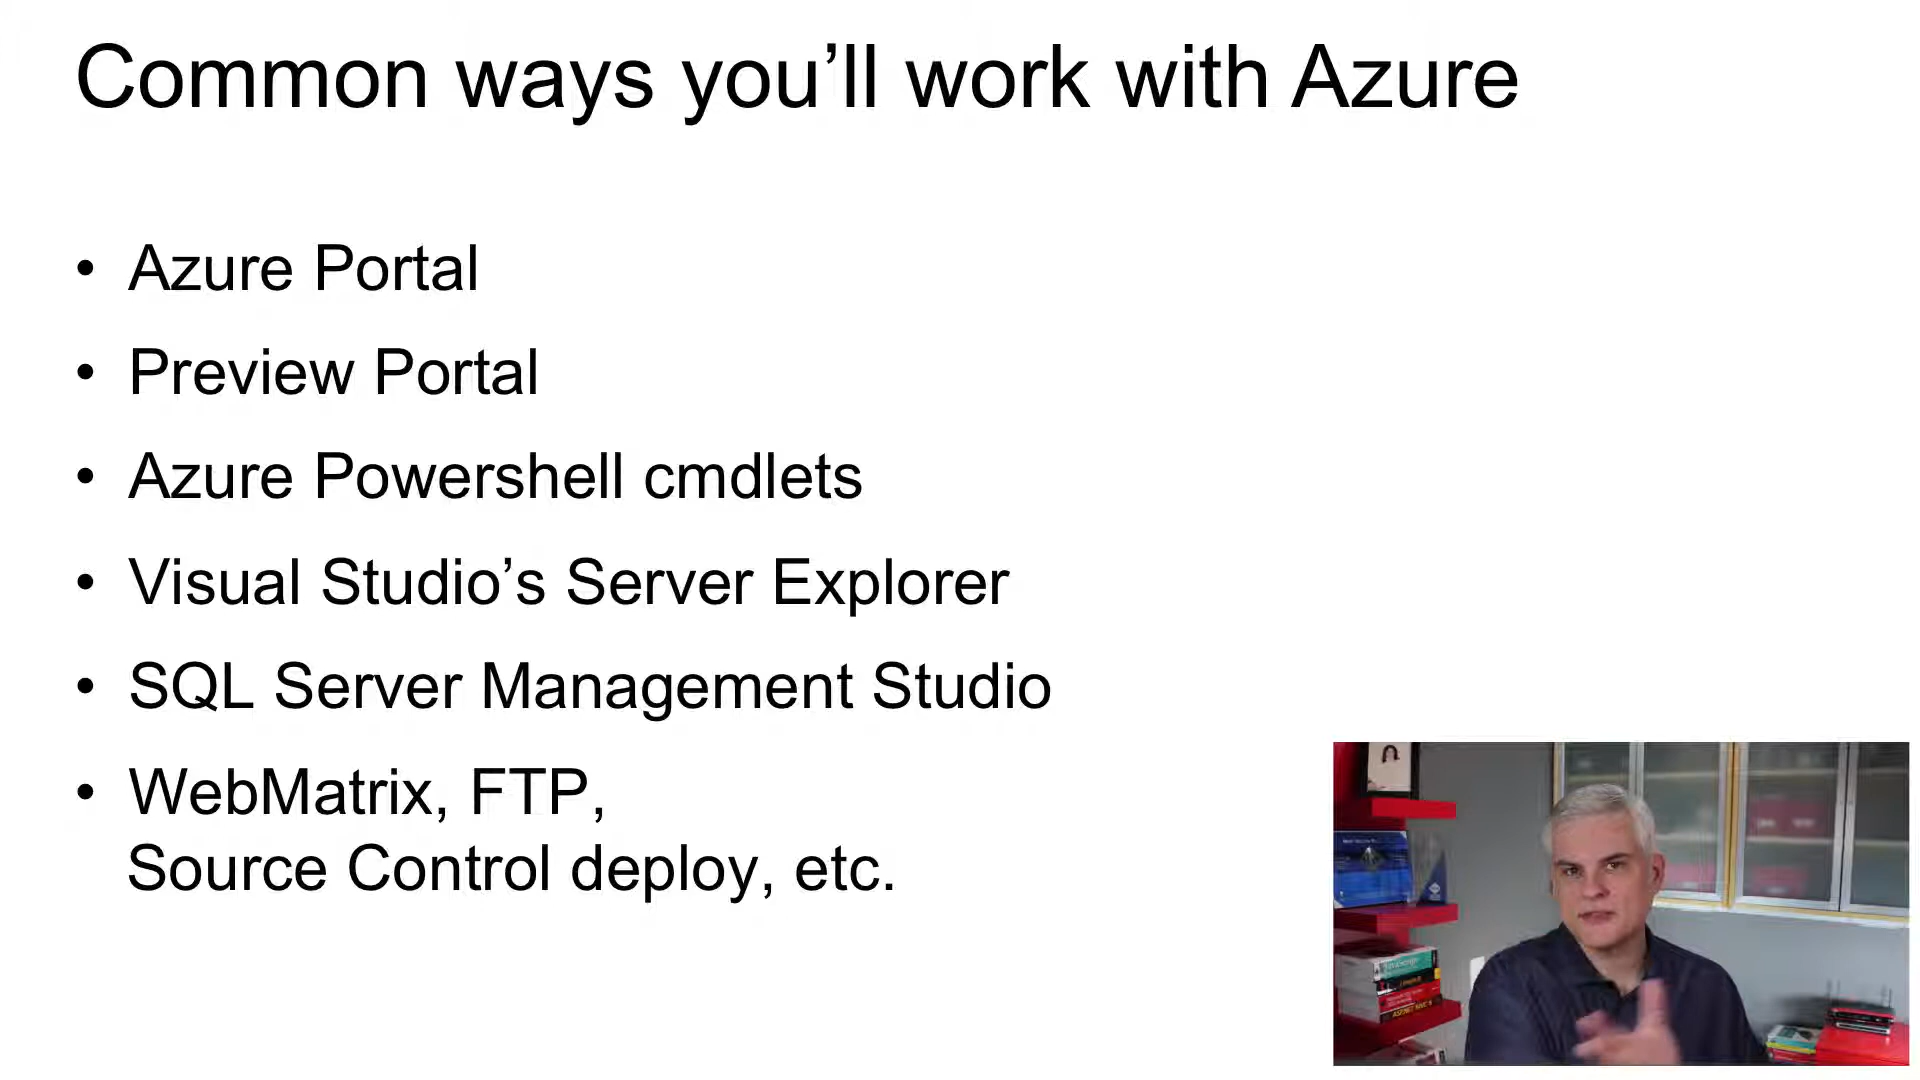 Common ways you’ll work with Azure
• Azure Portal
• Preview Portal
• Azure Powershell cmdlets
• Visual Studio’s Server Explorer
• SQL Server Management Studio
• WebMatrix, FTP,
Source Control deploy, etc.